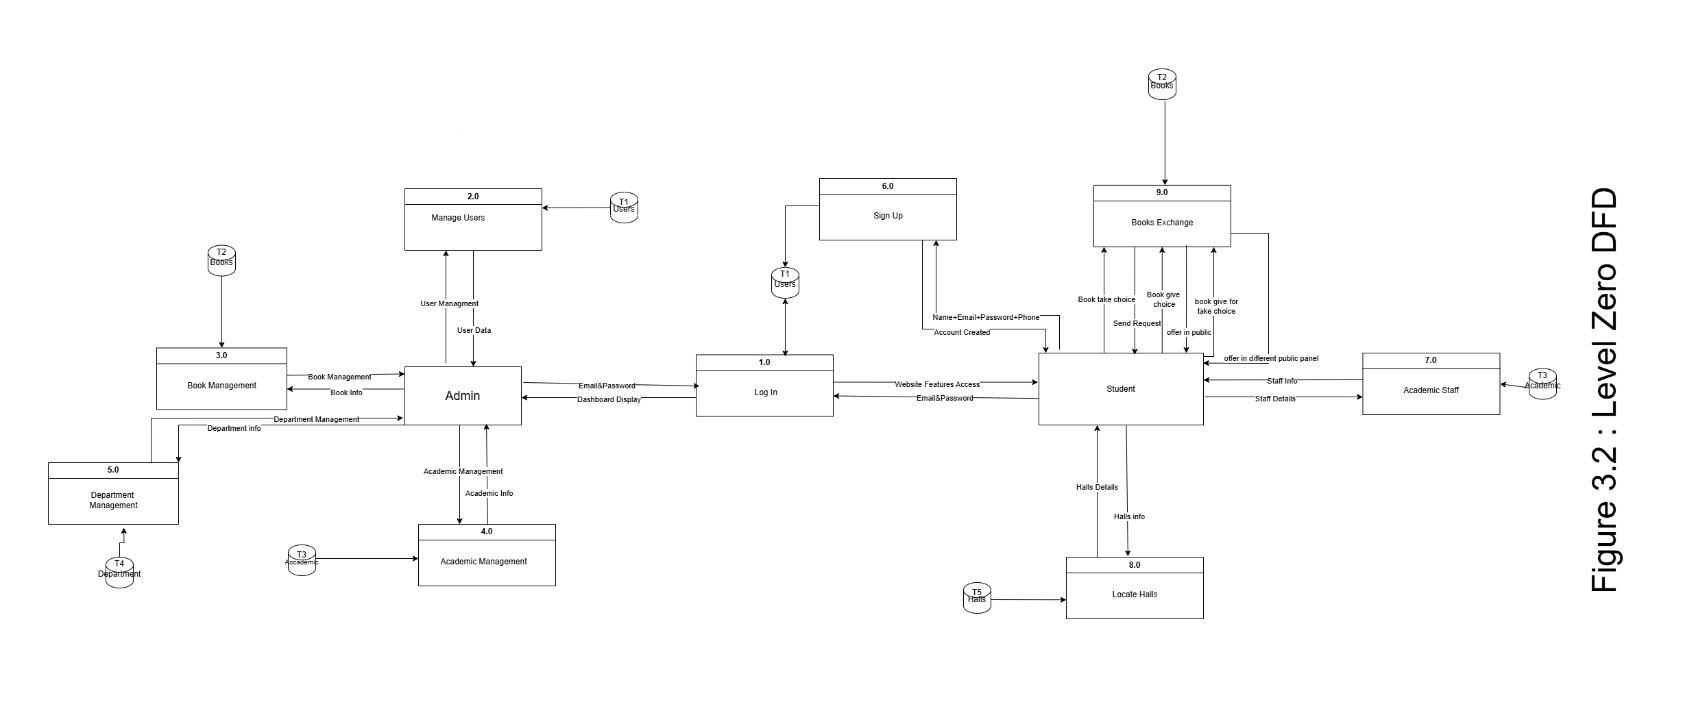 T2
Books
9.0
Books Exchange
6.0
Sign Up
2.0
Manage Users
T1
Users
T2
Books
T1
Users
User Managment
User Data
Name+Email+Password+Phone
Account Created
Book take choice
Send Request
Book give
choice
offer in public
book give for
take choice
offer in different public panel
3.0
Book Management
Book Management
Book Info
Admin
Email&Password
Dashboard Display
1.0
Log In
Website Features Access
Email&Password
Student
Staff Info
Staff Details
7.0
Academic Staff
T3
Academic
Department Management
Department info
5.0
Department
Management
T4
Department
Academic Management
Academic Info
4.0
Academic Management
T3
Accademic
Halls Details
Halls info
8.0
Locate Halls
T5
Halls
Figure 3.2 : Level Zero DFD